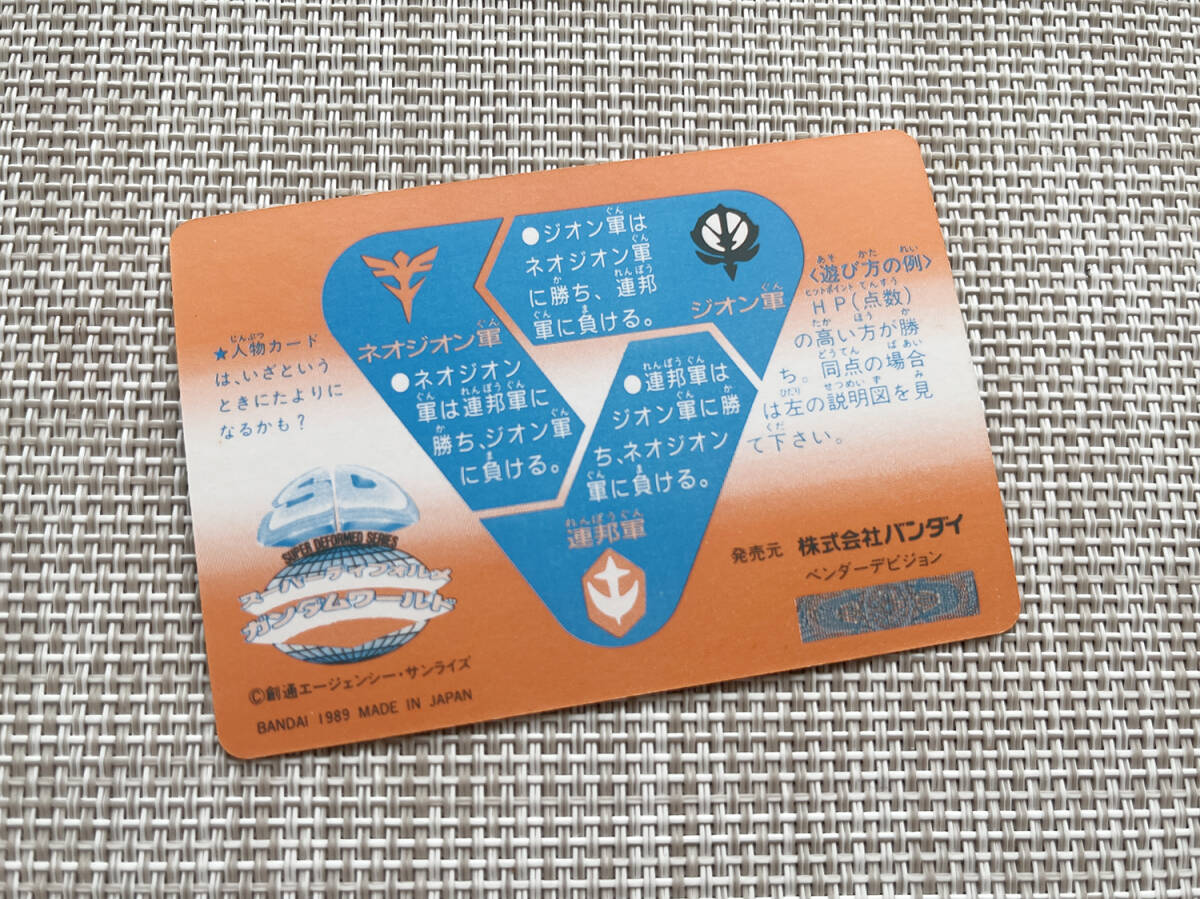 ★人物カード
は、いざという
ときにたよりに
なるかも?
ネオジオン軍
●ジオン軍は
ネオジオン軍
に勝ち、連邦
軍に負ける。
ジオン軍
●ネオジオン
軍は連邦軍に
勝ち、ジオン軍
に負ける。
●連邦軍は
ジオン軍に勝
ち、ネオジオン
軍に負ける。
連邦軍
〈遊び方の例〉
HP(点数)
の高い方が勝
ち。同点の場合
は左の説明図を見
て下さい。
SD
SUPER DEFORMED SERIES
スーパーディフォルメ
ガンダムワールド
©創通エージェンシー・サンライズ
BANDAI 1989 MADE IN JAPAN
発売元 株式会社バンダイ
ベンダーデビジョン